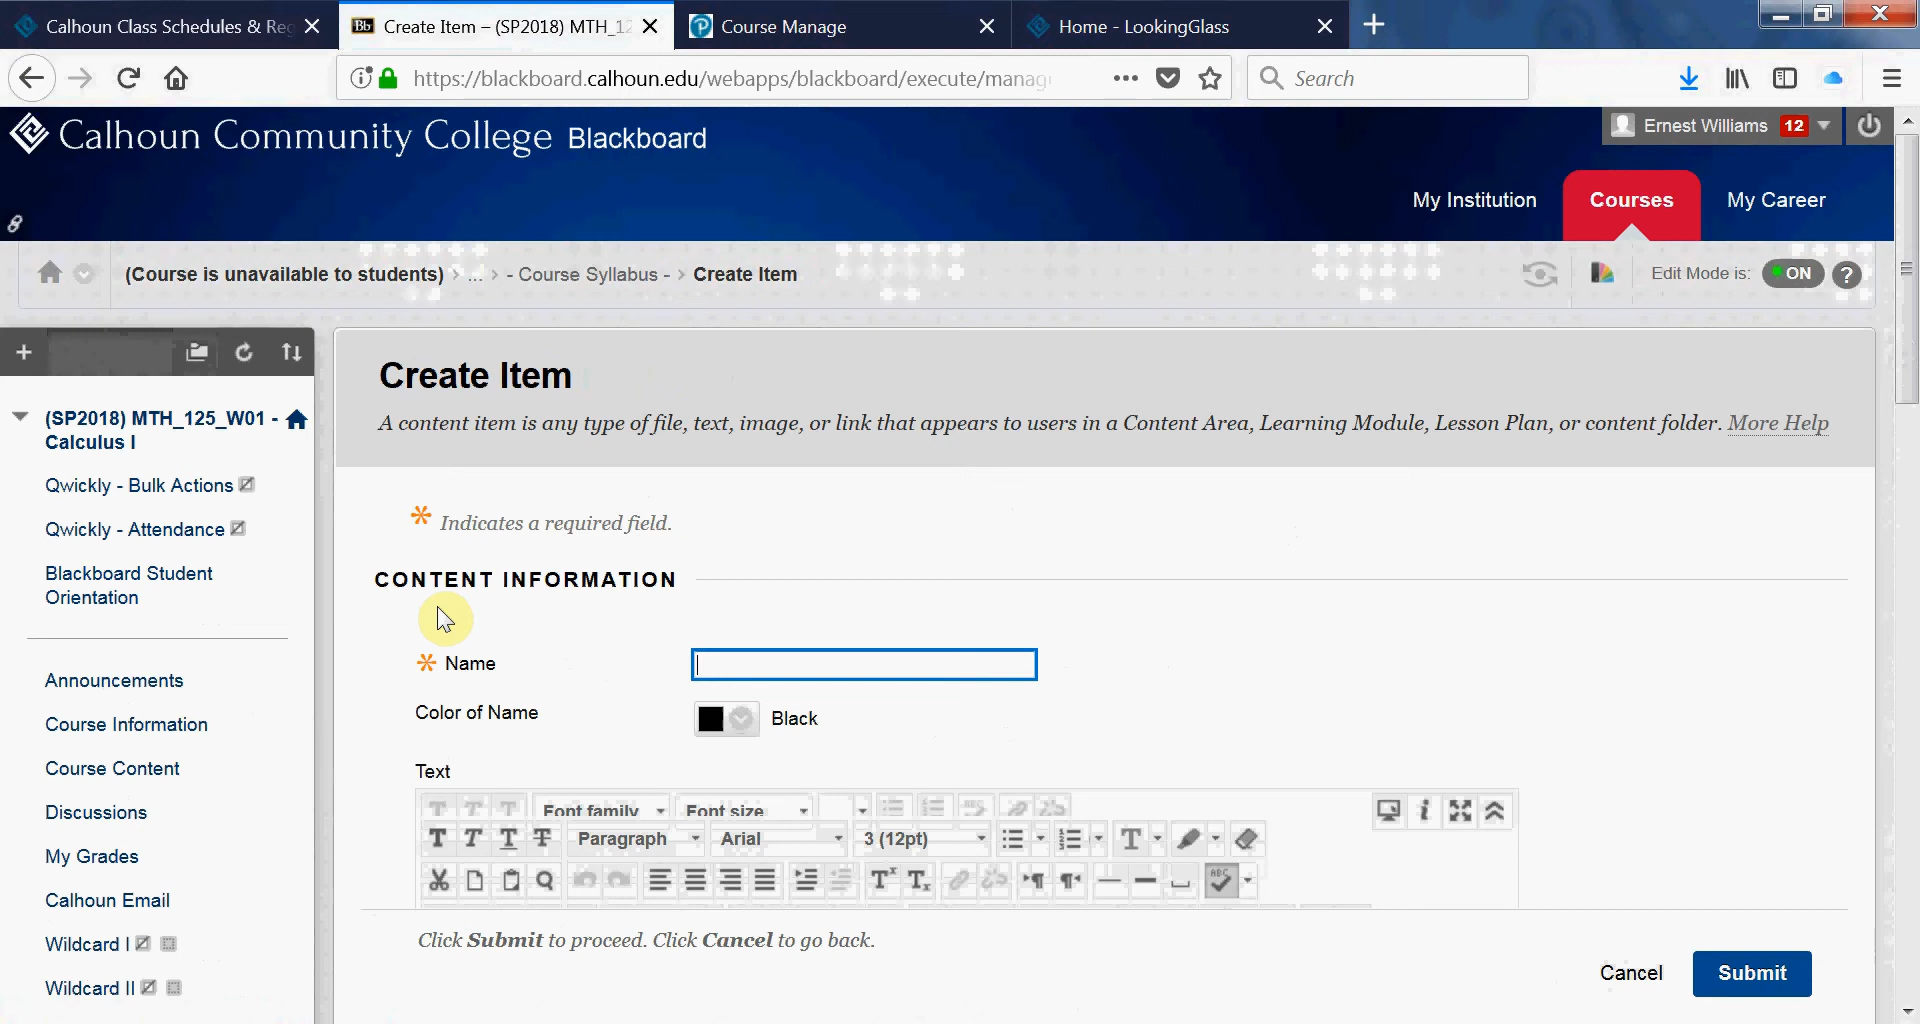 Calhoun Class Schedules & Re
Create Item – (SP2018) MTH_12
Course Manage
Home - LookingGlass
https://blackboard.calhoun.edu/webapps/blackboard/execute/manag
Search
Calhoun Community College Blackboard
Ernest Williams 12
My Institution
Courses
My Career
(Course is unavailable to students) > ... > - Course Syllabus - > Create Item
Edit Mode is: ON ?
(SP2018) MTH_125_W01 -
Calculus I
Qwickly - Bulk Actions
Qwickly - Attendance
Blackboard Student
Orientation
Announcements
Course Information
Course Content
Discussions
My Grades
Calhoun Email
Wildcard I
Wildcard II
Create Item
A content item is any type of file, text, image, or link that appears to users in a Content Area, Learning Module, Lesson Plan, or content folder. More Help
* Indicates a required field.
CONTENT INFORMATION
* Name
Color of Name
Black
Text
T T T Font family Font size
T T T T Paragraph Arial 3 (12pt) T
Tx Tx ¶ ¶ ABC
Click Submit to proceed. Click Cancel to go back.
Cancel
Submit